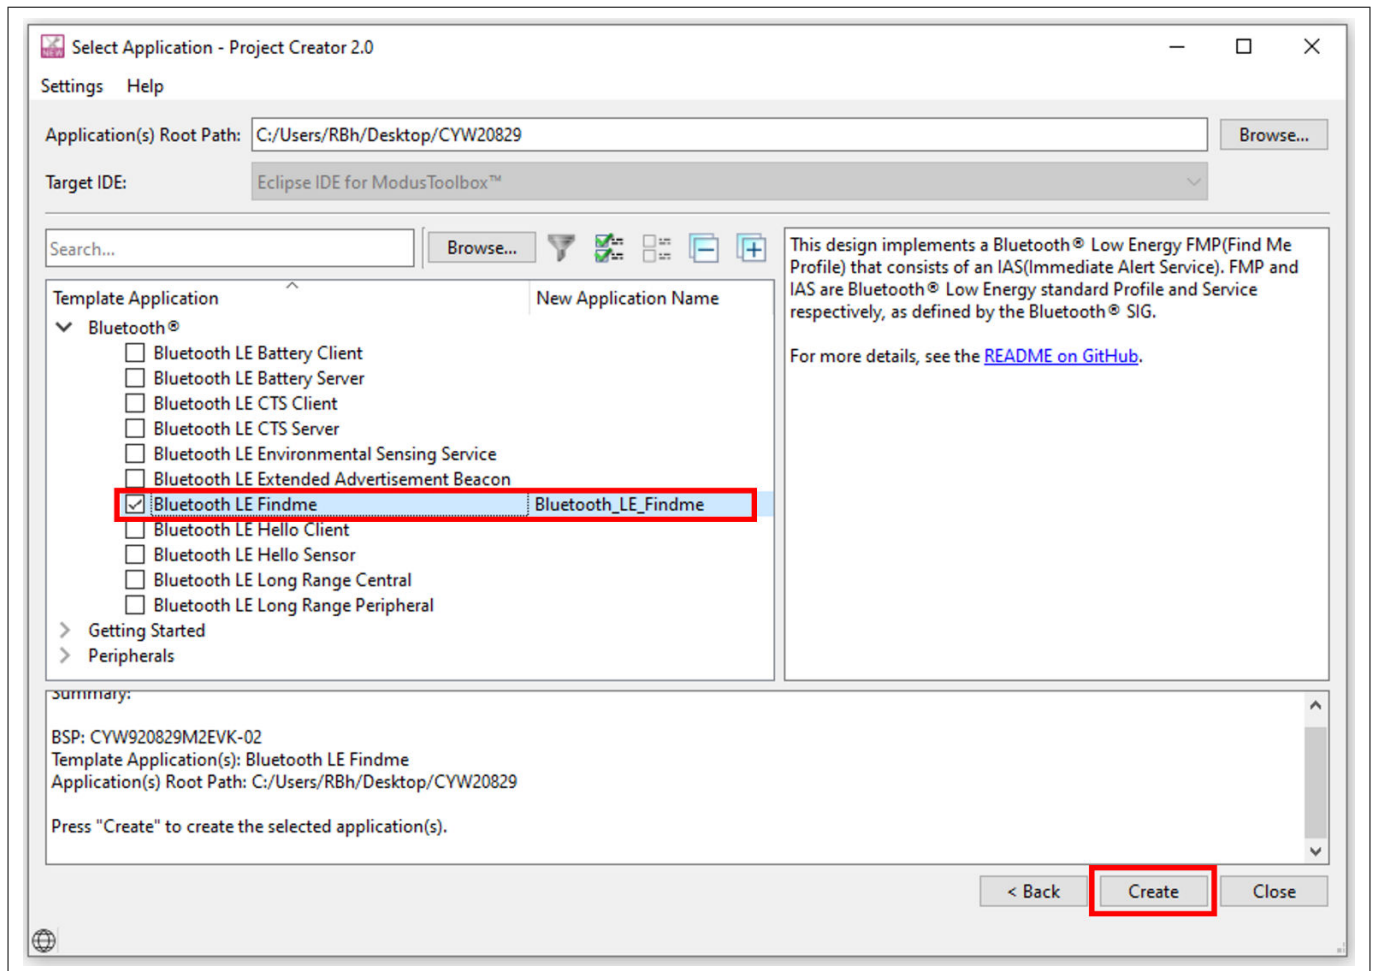 Select Application - Project Creator 2.0
Settings Help
Application(s) Root Path: C:/Users/RBh/Desktop/CYW20829 Browse...
Target IDE: Eclipse IDE for ModusToolbox™
Search... Browse...
Template Application New Application Name
Bluetooth®
Bluetooth LE Battery Client
Bluetooth LE Battery Server
Bluetooth LE CTS Client
Bluetooth LE CTS Server
Bluetooth LE Environmental Sensing Service
Bluetooth LE Extended Advertisement Beacon
Bluetooth LE Findme Bluetooth_LE_Findme
Bluetooth LE Hello Client
Bluetooth LE Hello Sensor
Bluetooth LE Long Range Central
Bluetooth LE Long Range Peripheral
Getting Started
Peripherals
This design implements a Bluetooth® Low Energy FMP(Find Me
Profile) that consists of an IAS(Immediate Alert Service). FMP and
IAS are Bluetooth® Low Energy standard Profile and Service
respectively, as defined by the Bluetooth® SIG.
For more details, see the README on GitHub.
Summary:
BSP: CYW920829M2EVK-02
Template Application(s): Bluetooth LE Findme
Application(s) Root Path: C:/Users/RBh/Desktop/CYW20829
Press "Create" to create the selected application(s).
< Back Create Close